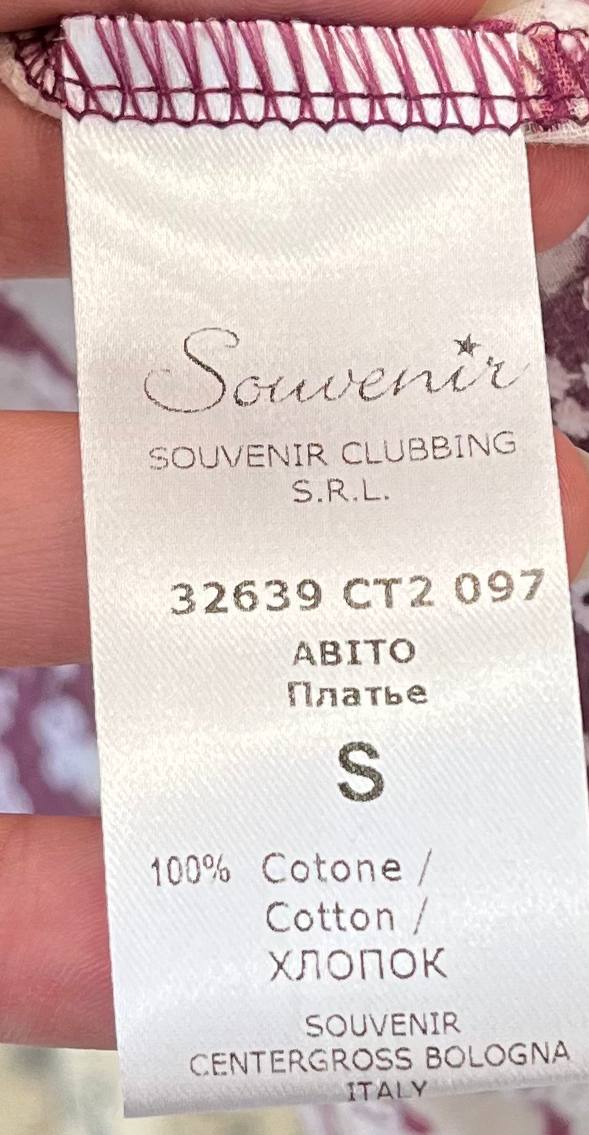 Souvenir
SOUVENIR CLUBBING
S.R.L.
32639 CT2 097
ABITO
Платье
S
100% Cotone /
Cotton /
ХЛОПОК
SOUVENIR
CENTERGROSS BOLOGNA
ITALY